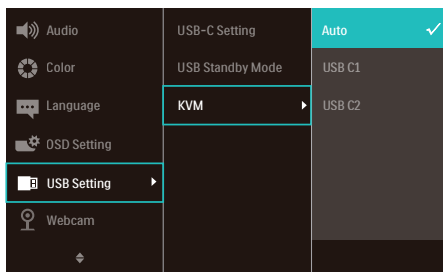 Audio
Color
Language
OSD Setting
USB Setting
Webcam
USB-C Setting
USB Standby Mode
KVM
Auto
USB C1
USB C2